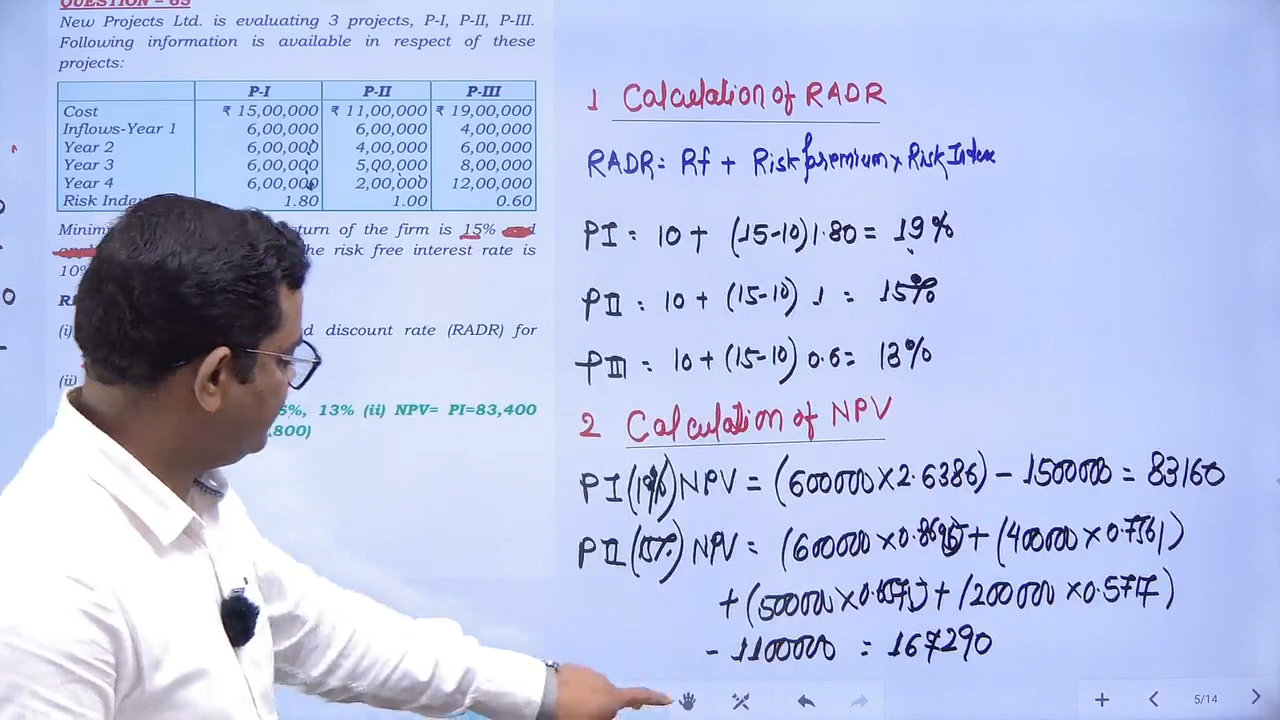 QUESTION – 65
New Projects Ltd. is evaluating 3 projects, P-I, P-II, P-III.
Following information is available in respect of these
projects:
P-I P-II P-III
Cost ₹ 15,00,000 ₹ 11,00,000 ₹ 19,00,000
Inflows-Year 1 6,00,000 6,00,000 4,00,000
Year 2 6,00,000 4,00,000 6,00,000
Year 3 6,00,000 5,00,000 8,00,000
Year 4 6,00,000 2,00,000 12,00,000
Risk 1.80 1.00 0.60
of the firm is 15%
risk free interest rate is
(i) discount rate (RADR) for
(ii)
13% (ii) NPV= PI=83,400
1 Calculation of RADR
RADR = Rf + Risk premium x Risk Index
PI = 10 + (15-10) 1.80 = 19%
PII = 10 + (15-10) 1 = 15%
PIII = 10 + (15-10) 0.6 = 13%
2 Calculation of NPV
PI (19%) NPV = (600000 x 2.6386) - 1500000 = 83160
PII (15%) NPV = (600000 x 0.8695) + (400000 x 0.7561)
+ (500000 x 0.6575) + (200000 x 0.5717)
- 1100000 = 167290
5/14